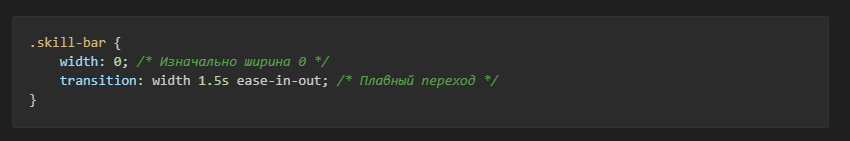 .skill-bar {
    width: 0; /* Изначально ширина 0 */
    transition: width 1.5s ease-in-out; /* Плавный переход */
}